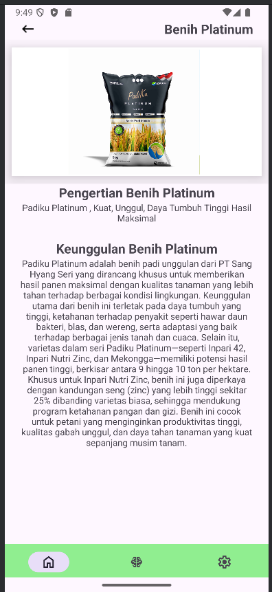 9:49
Benih Platinum
Padiku
PLATINUM
Pengertian Benih Platinum
Padiku Platinum , Kuat, Unggul, Daya Tumbuh Tinggi Hasil
Maksimal
Keunggulan Benih Platinum
Padiku Platinum adalah benih padi unggulan dari PT Sang
Hyang Seri yang dirancang khusus untuk memberikan
hasil panen maksimal dengan kualitas tanaman yang lebih
tahan terhadap berbagai kondisi lingkungan. Keunggulan
utama dari benih ini terletak pada daya tumbuh yang
tinggi, ketahanan terhadap penyakit seperti hawar daun
bakteri, blas, dan wereng, serta adaptasi yang baik
terhadap berbagai jenis tanah dan cuaca. Selain itu,
varietas dalam seri Padiku Platinum—seperti Inpari 42,
Inpari Nutri Zinc, dan Mekongga—memiliki potensi hasil
panen tinggi, berkisar antara 9 hingga 10 ton per hektare.
Khusus untuk Inpari Nutri Zinc, benih ini juga diperkaya
dengan kandungan seng (zinc) yang lebih tinggi sekitar
25% dibanding varietas biasa, sehingga mendukung
program ketahanan pangan dan gizi. Benih ini cocok
untuk petani yang menginginkan produktivitas tinggi,
kualitas gabah unggul, dan daya tahan tanaman yang kuat
sepanjang musim tanam.